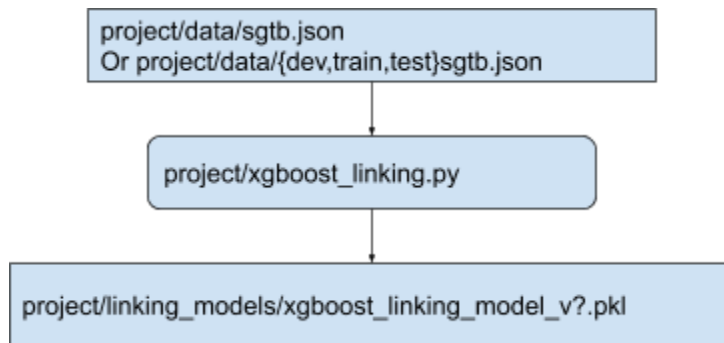 project/data/sgtb.json
Or project/data/{dev,train,test}sgtb.json
project/xgboost_linking.py
project/linking_models/xgboost_linking_model_v?.pkl